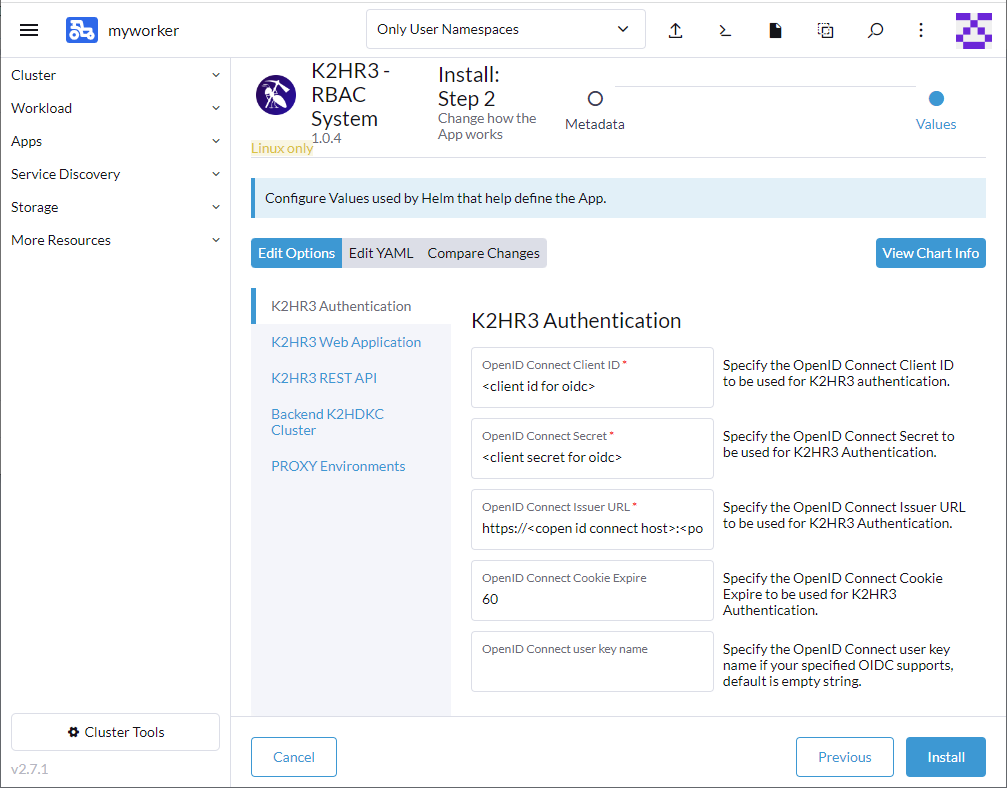 myworker
Only User Namespaces
Cluster
Workload
Apps
Service Discovery
Storage
More Resources
Cluster Tools
v2.7.1
K2HR3 -
RBAC
System
1.0.4
Linux only
Install:
Step 2
Change how the
App works
Metadata
Values
Configure Values used by Helm that help define the App.
Edit Options
Edit YAML
Compare Changes
View Chart Info
K2HR3 Authentication
K2HR3 Web Application
K2HR3 REST API
Backend K2HDKC
Cluster
PROXY Environments
K2HR3 Authentication
OpenID Connect Client ID *
<client id for oidc>
Specify the OpenID Connect Client ID
to be used for K2HR3 authentication.
OpenID Connect Secret *
<client secret for oidc>
Specify the OpenID Connect Secret to
be used for K2HR3 Authentication.
OpenID Connect Issuer URL *
https://<copen id connect host>:<po
Specify the OpenID Connect Issuer URL
to be used for K2HR3 Authentication.
OpenID Connect Cookie Expire
60
Specify the OpenID Connect Cookie
Expire to be used for K2HR3
Authentication.
OpenID Connect user key name
Specify the OpenID Connect user key
name if your specified OIDC supports,
default is empty string.
Cancel
Previous
Install